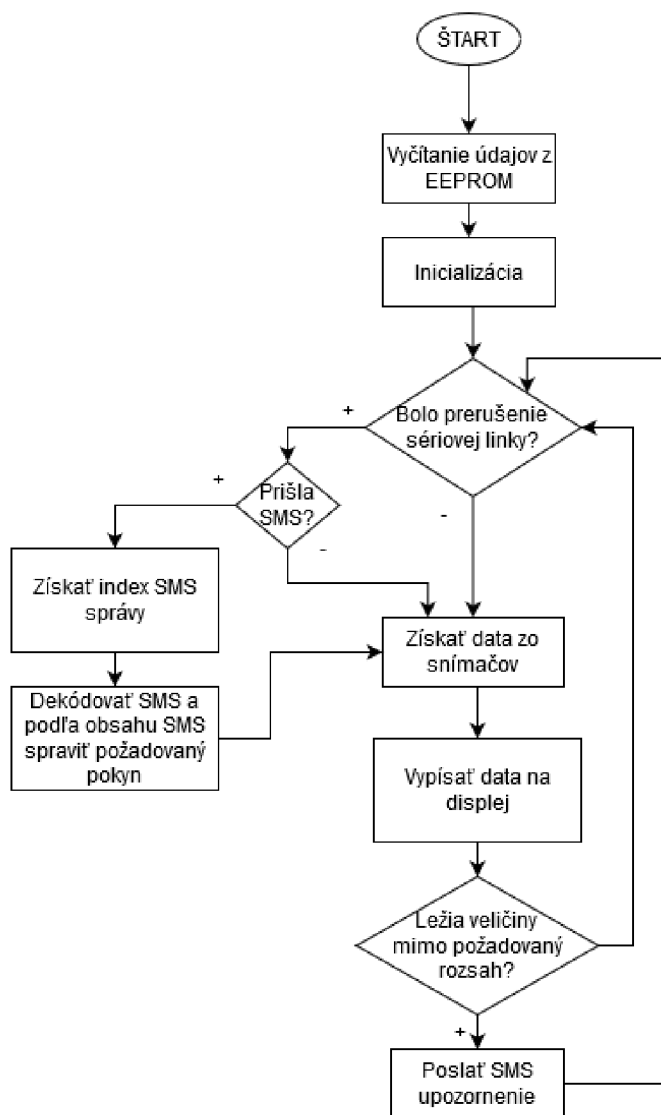 ŠTART
Vyčítanie údajov z
EEPROM
Inicializácia
Bolo prerušenie
sériovej linky?
+
-
Prišla
SMS?
+
-
Získať index SMS
správy
Dekódovať SMS a
podľa obsahu SMS
spraviť požadovaný
pokyn
Získať data zo
snímačov
Vypísať data na
displej
Ležia veličiny
mimo požadovaný
rozsah?
+
Poslať SMS
upozornenie